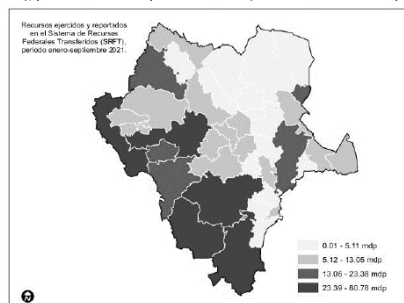 Recursos ejercidos y reportados
en el Sistema de Recursos
Federales Transferidos (SRFT),
periodo enero-septiembre 2021.
0.01 - 5.11 mdp
5.12 - 13.05 mdp
13.06 - 23.38 mdp
23.39 - 80.78 mdp